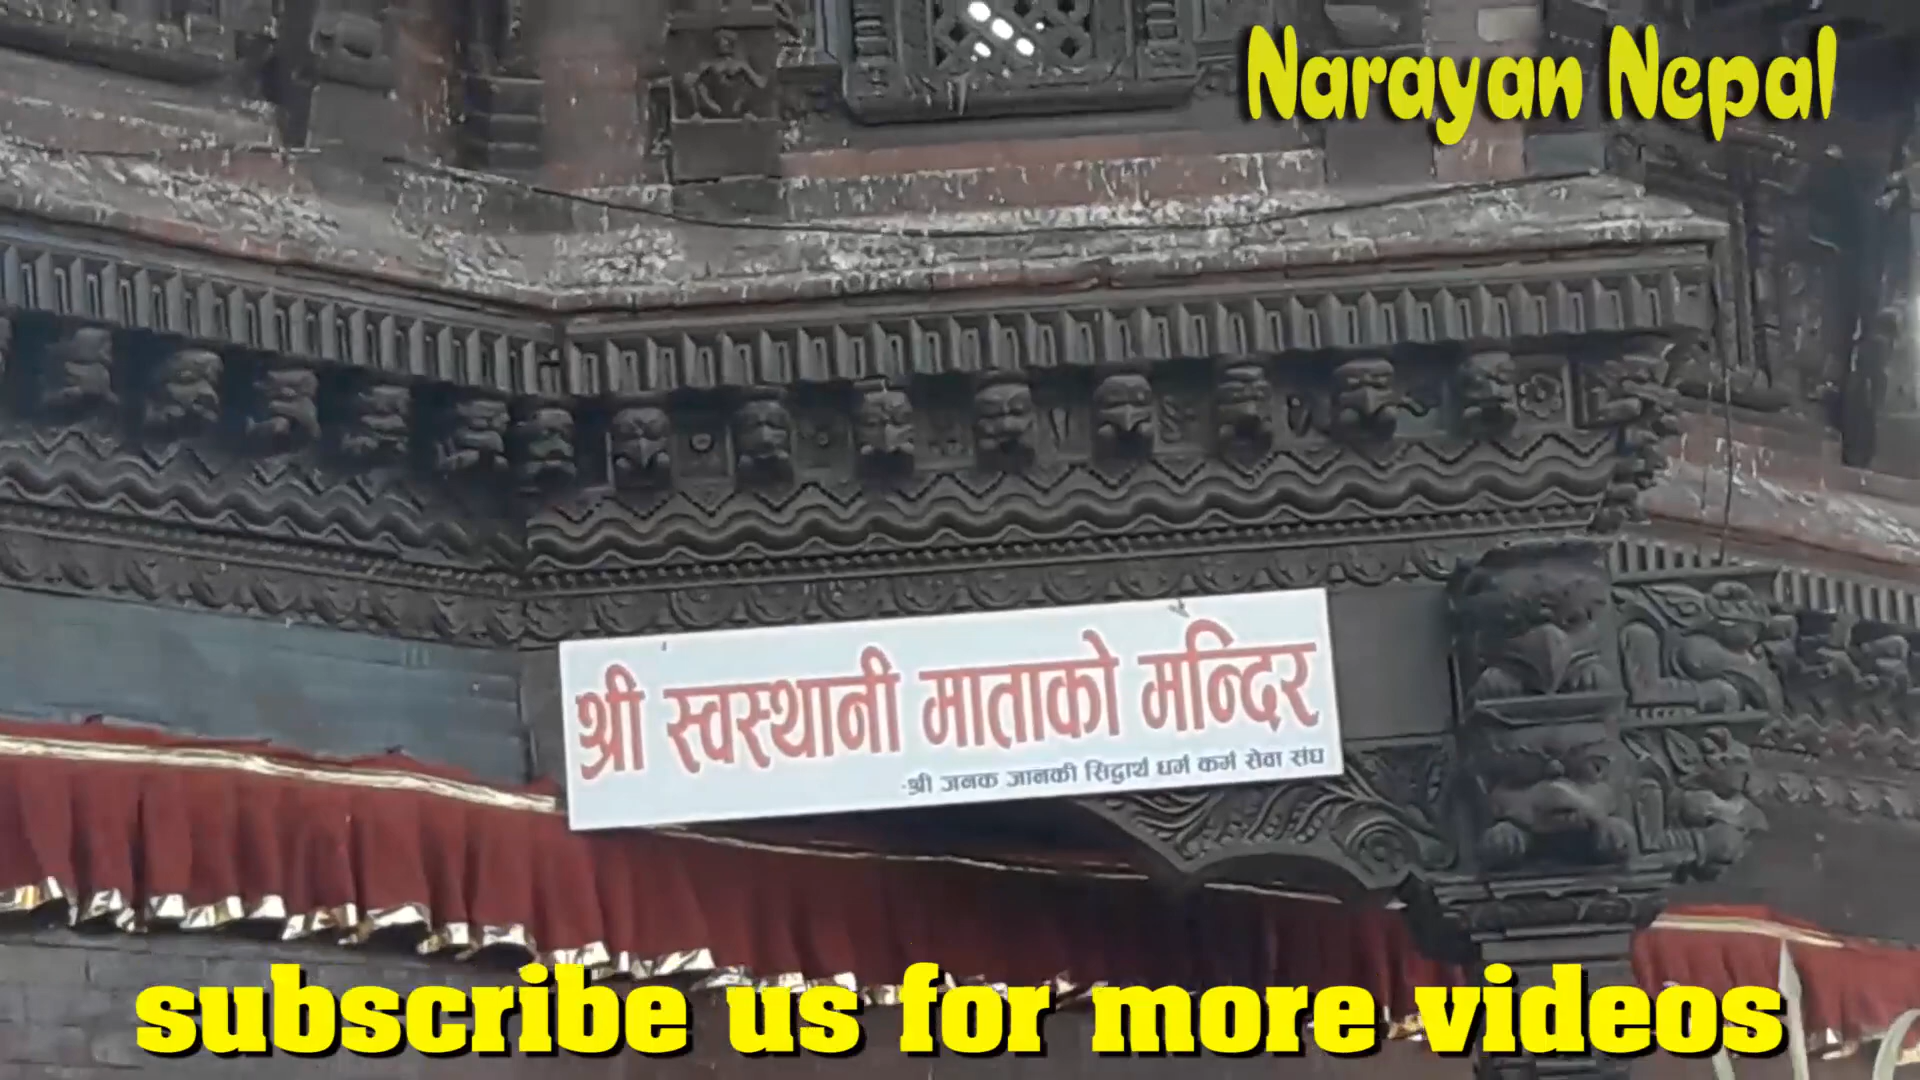 Narayan Nepal
श्री स्वस्थानी माताको मन्दिर
-श्री जनक जानकी सिद्धार्थ धर्म कर्म सेवा संघ
subscribe us for more videos